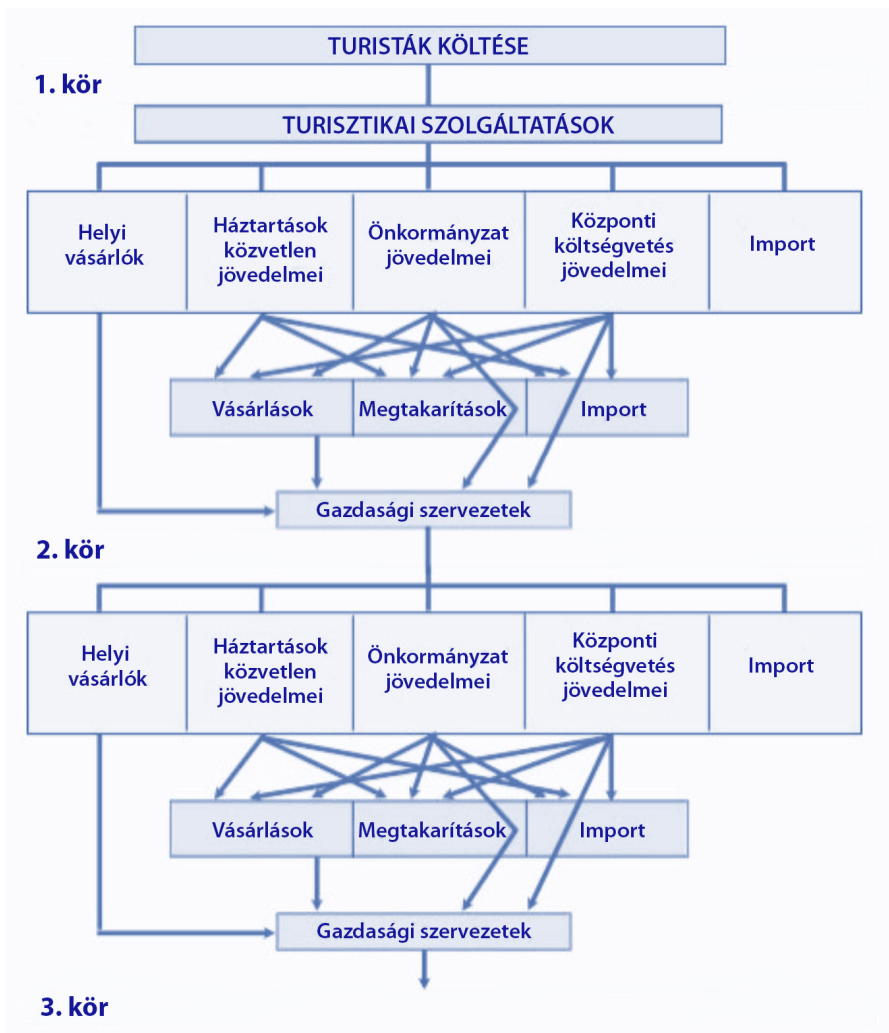 TURISTÁK KÖLTÉSE
1. kör
TURISZTIKAI SZOLGÁLTATÁSOK
Helyi
vásárlók
Háztartások
közvetlen
jövedelmei
Önkormányzat
jövedelmei
Központi
költségvetés
jövedelmei
Import
Vásárlások
Megtakarítások
Import
Gazdasági szervezetek
2. kör
Helyi
vásárlók
Háztartások
közvetlen
jövedelmei
Önkormányzat
jövedelmei
Központi
költségvetés
jövedelmei
Import
Vásárlások
Megtakarítások
Import
Gazdasági szervezetek
3. kör